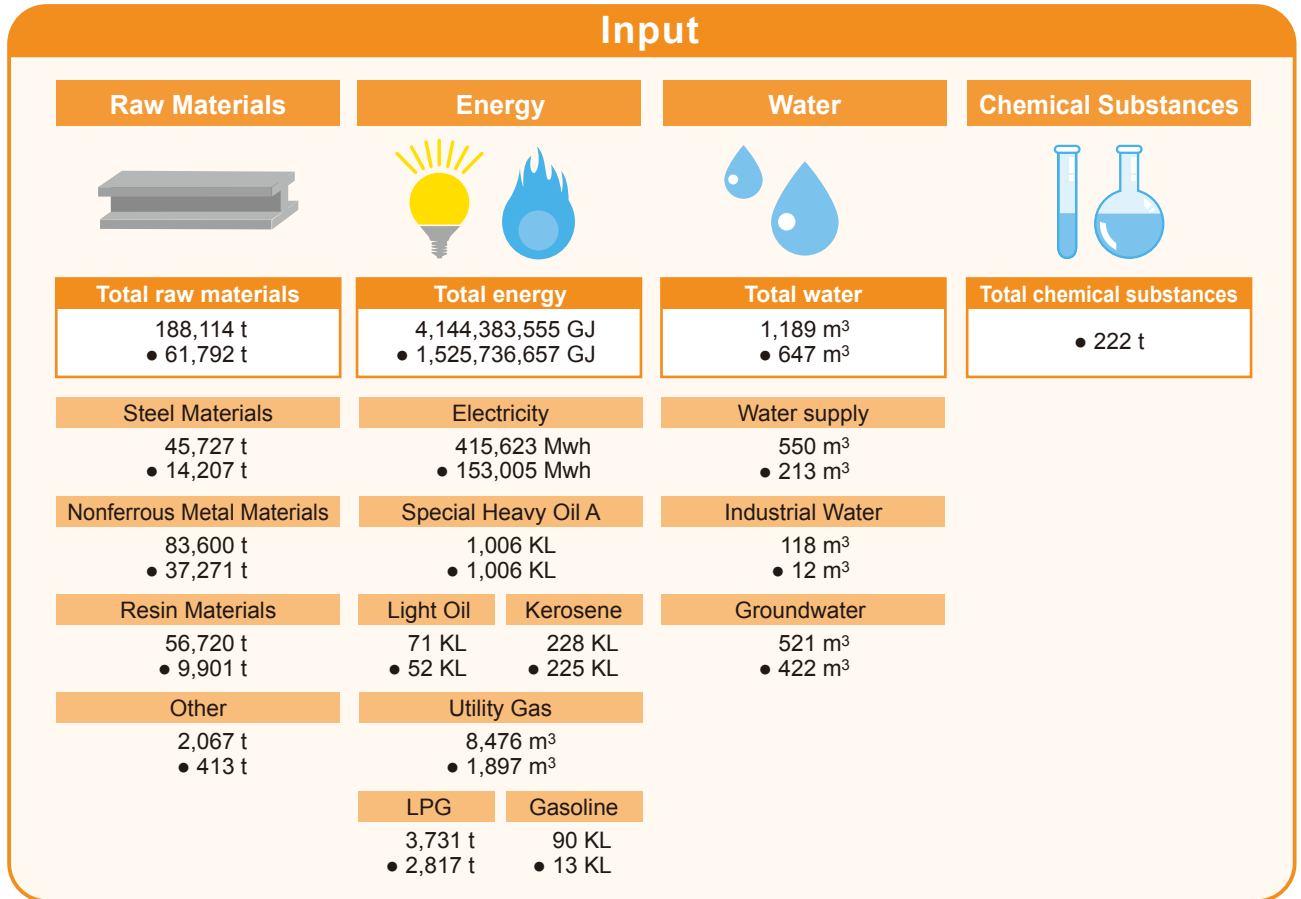 Input
Raw Materials
Total raw materials
188,114 t
● 61,792 t
Steel Materials
45,727 t
● 14,207 t
Nonferrous Metal Materials
83,600 t
● 37,271 t
Resin Materials
56,720 t
● 9,901 t
Other
2,067 t
● 413 t
Energy
Total energy
4,144,383,555 GJ
● 1,525,736,657 GJ
Electricity
415,623 Mwh
● 153,005 Mwh
Special Heavy Oil A
1,006 KL
● 1,006 KL
Light Oil
71 KL
● 52 KL
Kerosene
228 KL
● 225 KL
Utility Gas
8,476 m³
● 1,897 m³
LPG
3,731 t
● 2,817 t
Gasoline
90 KL
● 13 KL
Water
Total water
1,189 m³
● 647 m³
Water supply
550 m³
● 213 m³
Industrial Water
118 m³
● 12 m³
Groundwater
521 m³
● 422 m³
Chemical Substances
Total chemical substances
● 222 t